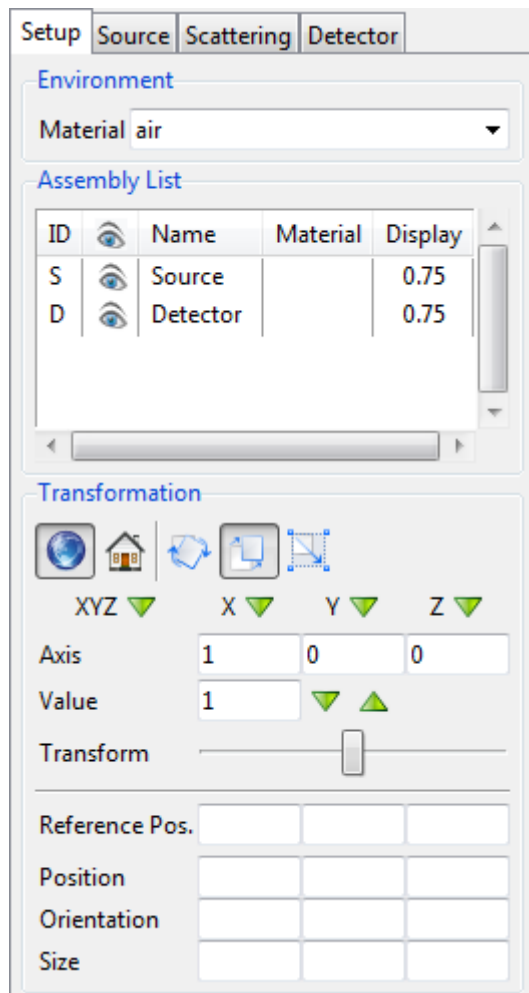 Setup Source Scattering Detector
Environment
Material air
Assembly List
ID Name Material Display
S Source 0.75
D Detector 0.75
Transformation
XYZ X Y Z
Axis 1 0 0
Value 1
Transform
Reference Pos.
Position
Orientation
Size